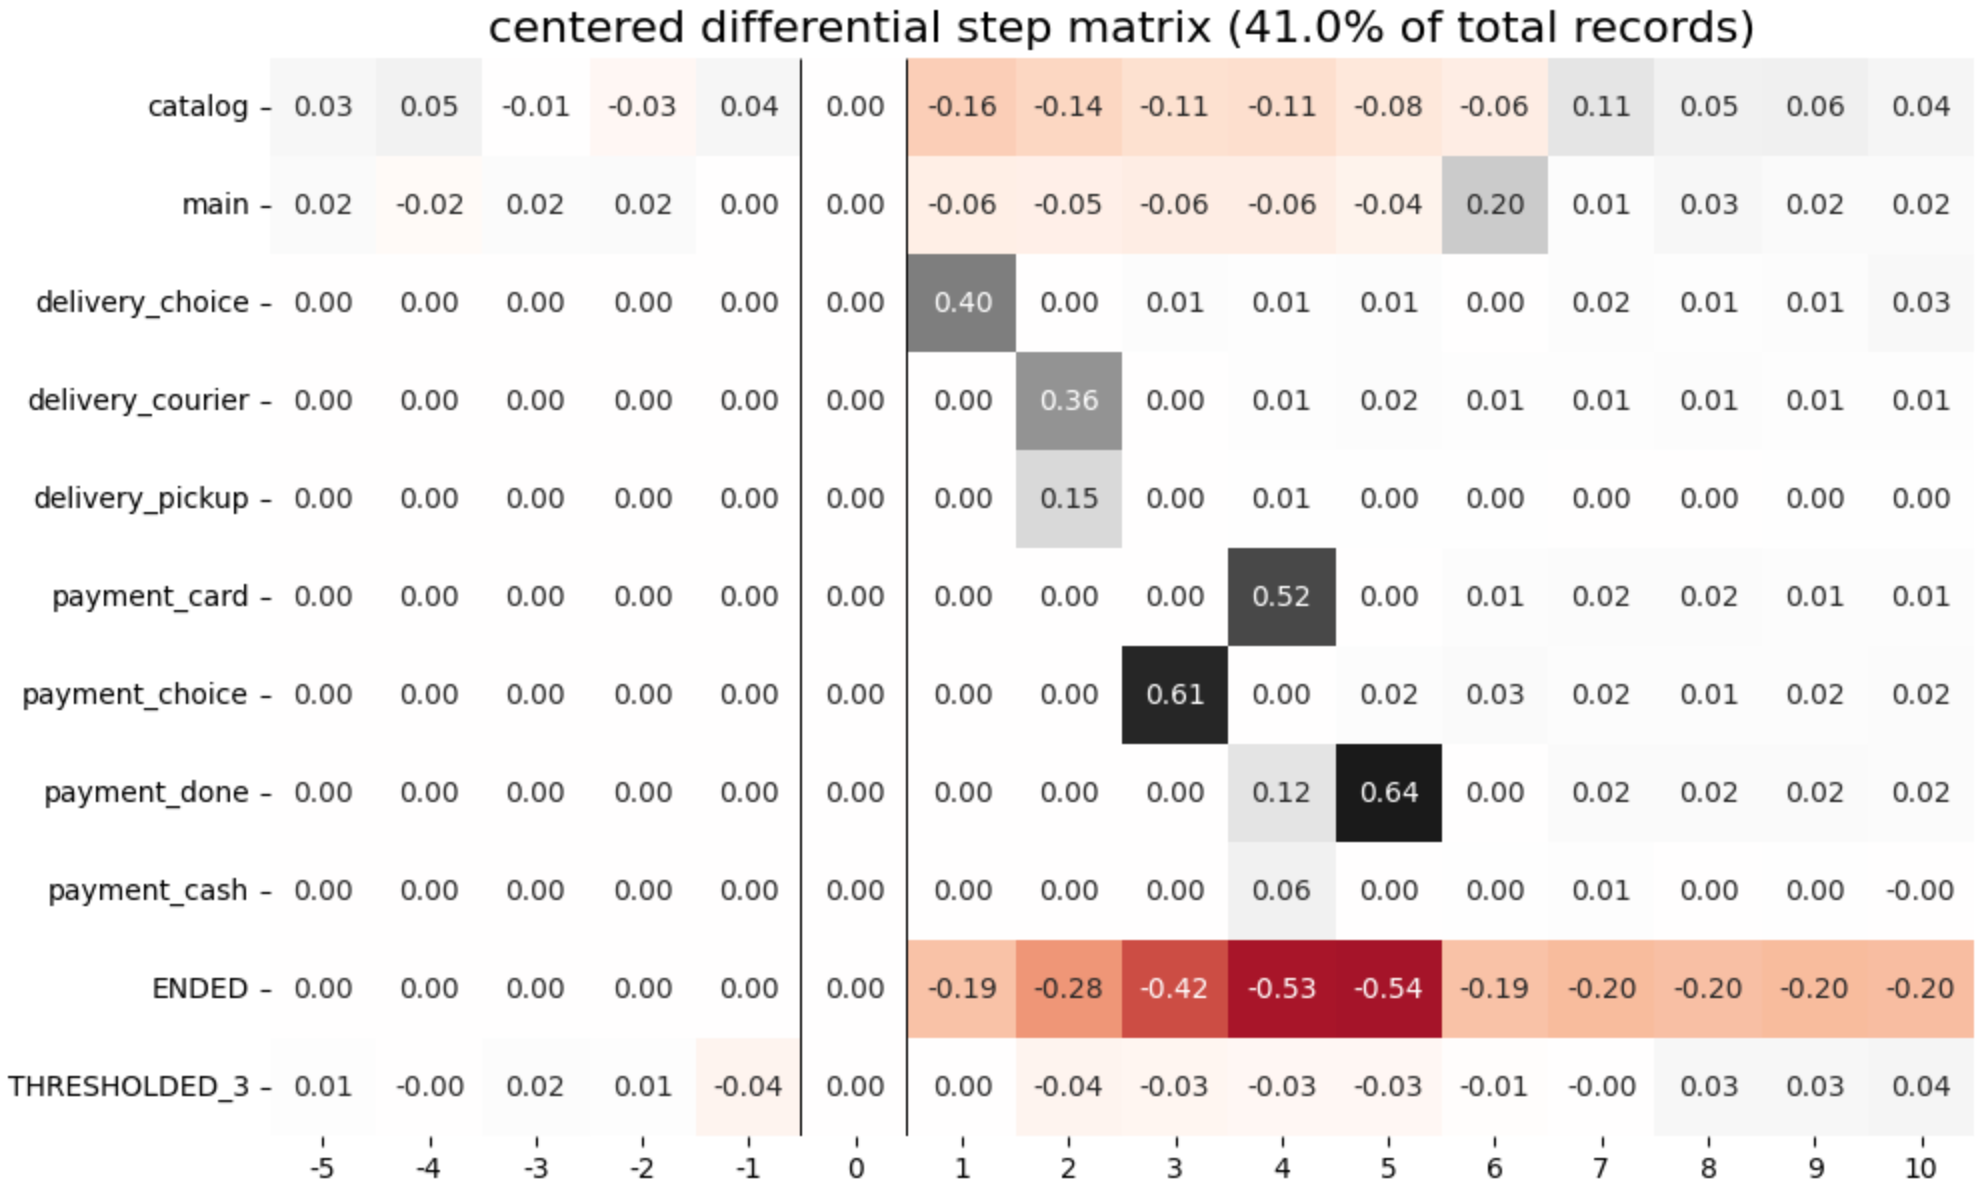 centered differential step matrix (41.0% of total records)
catalog 0.03 0.05 -0.01 -0.03 0.04 0.00 -0.16 -0.14 -0.11 -0.11 -0.08 -0.06 0.11 0.05 0.06 0.04
main 0.02 -0.02 0.02 0.02 0.00 0.00 -0.06 -0.05 -0.06 -0.06 -0.04 0.20 0.01 0.03 0.02 0.02
delivery_choice 0.00 0.00 0.00 0.00 0.00 0.00 0.40 0.00 0.01 0.01 0.01 0.00 0.02 0.01 0.01 0.03
delivery_courier 0.00 0.00 0.00 0.00 0.00 0.00 0.00 0.36 0.00 0.01 0.02 0.01 0.01 0.01 0.01 0.01
delivery_pickup 0.00 0.00 0.00 0.00 0.00 0.00 0.00 0.15 0.00 0.01 0.00 0.00 0.00 0.00 0.00 0.00
payment_card 0.00 0.00 0.00 0.00 0.00 0.00 0.00 0.00 0.00 0.52 0.00 0.01 0.02 0.02 0.01 0.01
payment_choice 0.00 0.00 0.00 0.00 0.00 0.00 0.00 0.00 0.61 0.00 0.02 0.03 0.02 0.01 0.02 0.02
payment_done 0.00 0.00 0.00 0.00 0.00 0.00 0.00 0.00 0.00 0.12 0.64 0.00 0.02 0.02 0.02 0.02
payment_cash 0.00 0.00 0.00 0.00 0.00 0.00 0.00 0.00 0.00 0.06 0.00 0.00 0.01 0.00 0.00 -0.00
ENDED 0.00 0.00 0.00 0.00 0.00 0.00 -0.19 -0.28 -0.42 -0.53 -0.54 -0.19 -0.20 -0.20 -0.20 -0.20
THRESHOLDED_3 0.01 -0.00 0.02 0.01 -0.04 0.00 0.00 -0.04 -0.03 -0.03 -0.03 -0.01 -0.00 0.03 0.03 0.04
-5 -4 -3 -2 -1 0 1 2 3 4 5 6 7 8 9 10